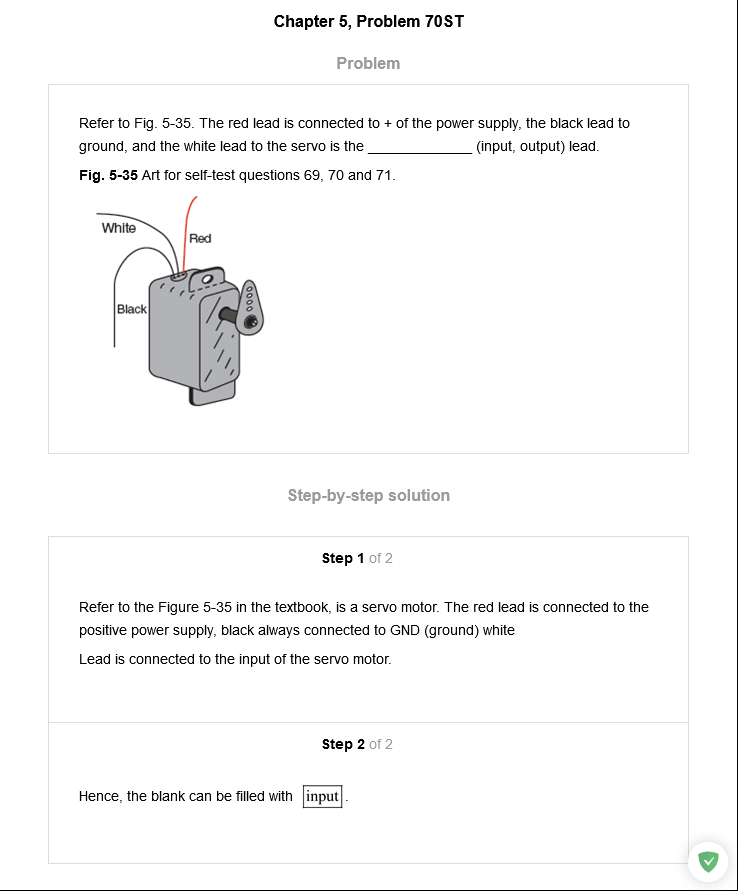 Chapter 5, Problem 70ST
Problem
Refer to Fig. 5-35. The red lead is connected to + of the power supply, the black lead to
ground, and the white lead to the servo is the _____________ (input, output) lead.
Fig. 5-35 Art for self-test questions 69, 70 and 71.
White
Red
Black
Step-by-step solution
Step 1 of 2
Refer to the Figure 5-35 in the textbook, is a servo motor. The red lead is connected to the
positive power supply, black always connected to GND (ground) white
Lead is connected to the input of the servo motor.
Step 2 of 2
Hence, the blank can be filled with input.